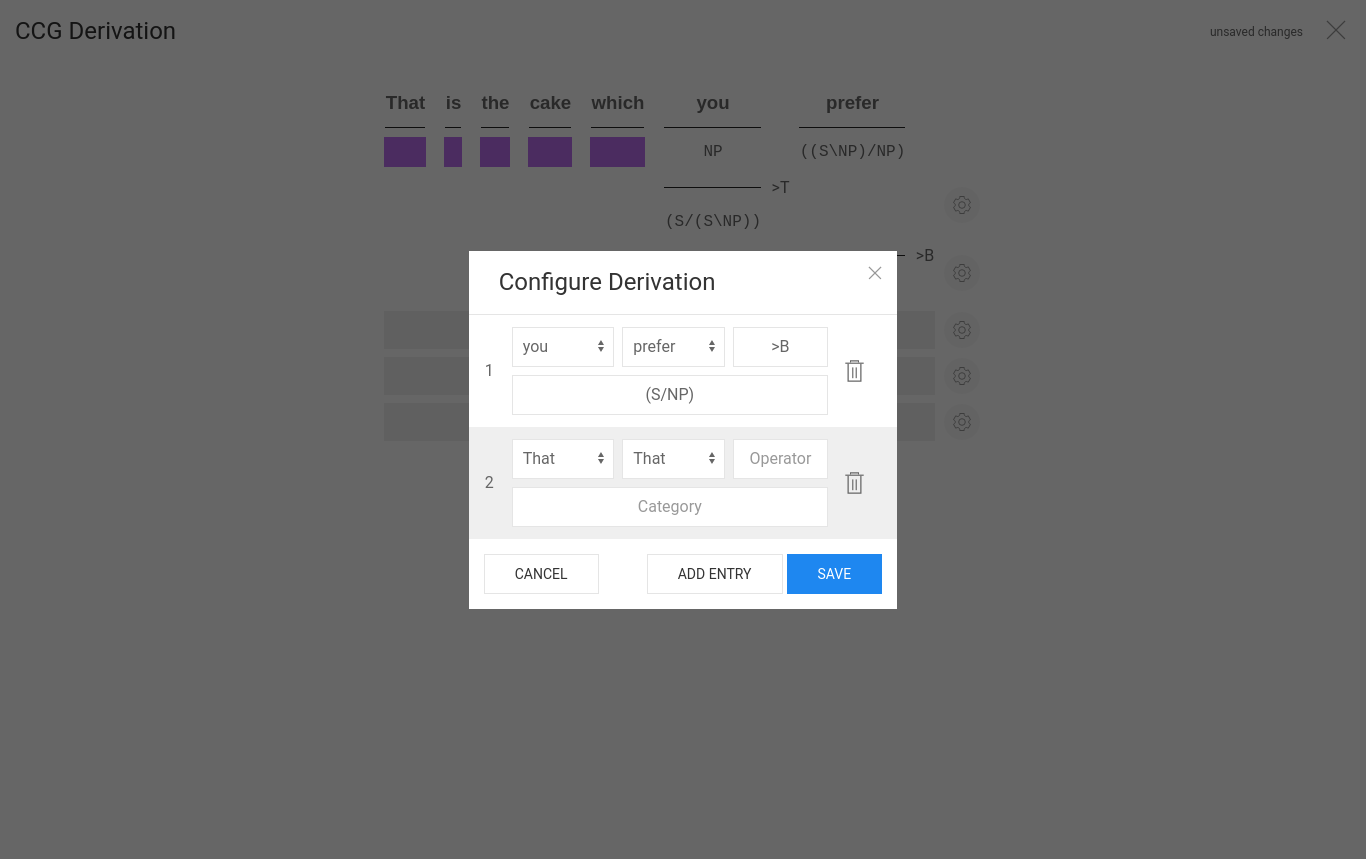 CCG Derivation
unsaved changes
That is the cake which you prefer
NP ((S\NP)/NP)
>T
(S/(S\NP))
>B
Configure Derivation
you prefer >B
1
(S/NP)
That That Operator
2
Category
CANCEL ADD ENTRY SAVE